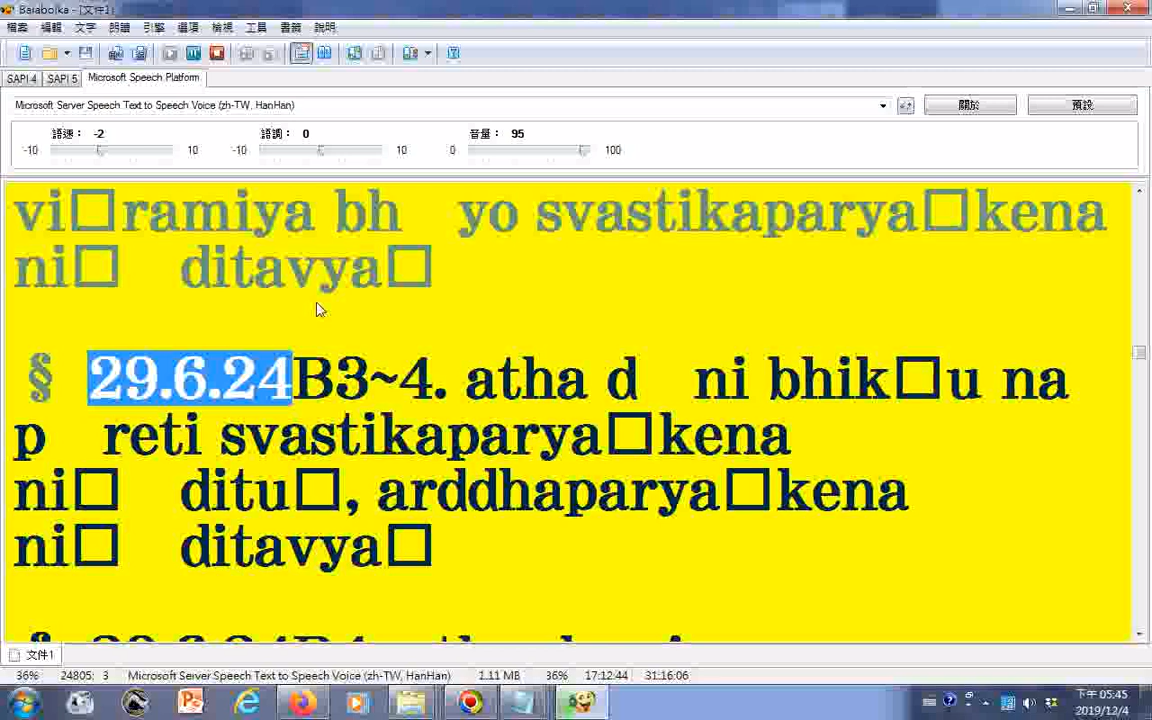 Balabolka - [文件1]
檔案 編輯 文字 朗讀 引擎 選項 檢視 工具 書籤 說明
SAPI 4 SAPI 5 Microsoft Speech Platform
Microsoft Server Speech Text to Speech Voice (zh-TW, HanHan) 關於 預設
語速： -2 語調： 0 音量： 95
-10 10 -10 10 0 100
vi□ramiya bh yo svastikaparya□kena
ni□ ditavya□
§ 29.6.24B3~4. atha d ni bhik□u na
p reti svastikaparya□kena
ni□ ditu□, arddhaparya□kena
ni□ ditavya□
文件1
36% 24805: 3 Microsoft Server Speech Text to Speech Voice (zh-TW, HanHan) 1.11 MB 36% 17:12:44 31:16:06
下午 05:45
2019/12/4